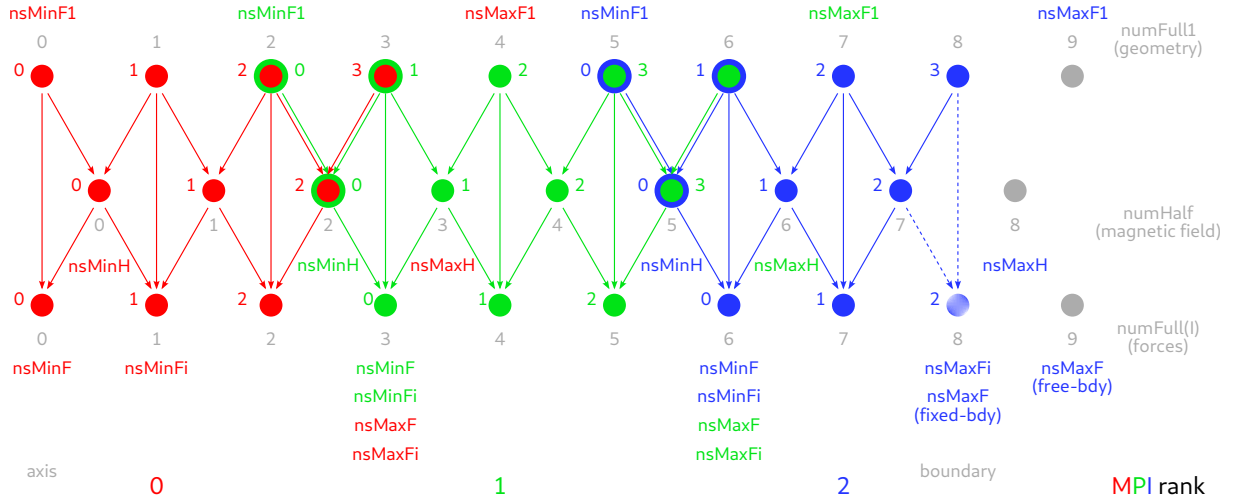 nsMinF1 nsMinF1 nsMaxF1 nsMinF1 nsMaxF1 nsMaxF1
0 1 2 3 4 5 6 7 8 9 numFull1
(geometry)
0 1 2 0 3 1 2 0 3 1 2 3
0 1 2 0 1 2 0 3 1 2
0 1 2 3 4 5 6 7 8 numHalf
(magnetic field)
nsMinH nsMinH nsMaxH nsMinH nsMaxH nsMaxH
0 1 2 0 1 2 0 1 2
0 1 2 3 4 5 6 7 8 9 numFull(I)
(forces)
nsMinF nsMinFi nsMinF nsMinF nsMaxFi nsMaxF
(free-bdy)
nsMinFi nsMinFi nsMaxF
(fixed-bdy)
nsMaxF nsMaxF
nsMaxFi nsMaxFi
axis boundary
0 1 2 MPI rank